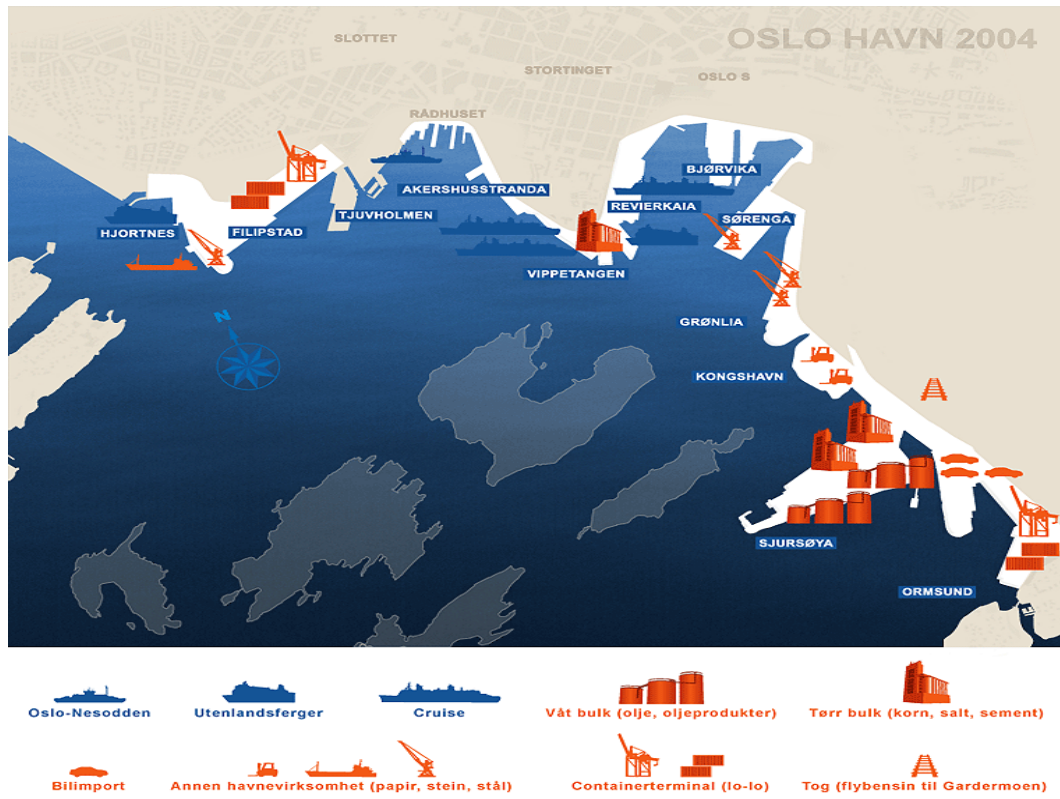 OSLO HAVN 2004
SLOTTET
STORTINGET
OSLO S
RÅDHUSET
BJØRVIKA
AKERSHUSSTRANDA
REVIERKAIA
TJUVHOLMEN
SØRENGA
HJORTNES
FILIPSTAD
VIPPETANGEN
N
GRØNLIA
KONGSHAVN
SJURSØYA
ORMSUND
Oslo-Nesodden
Utenlandsferger
Cruise
Våt bulk (olje, oljeprodukter)
Tørr bulk (korn, salt, sement)
Bilimport
Annen havnevirksomhet (papir, stein, stål)
Containerterminal (lo-lo)
Tog (flybensin til Gardermoen)